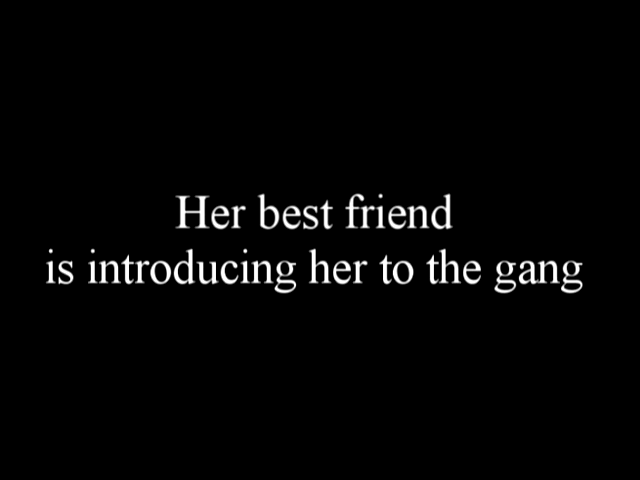 Her best friend
is introducing her to the gang